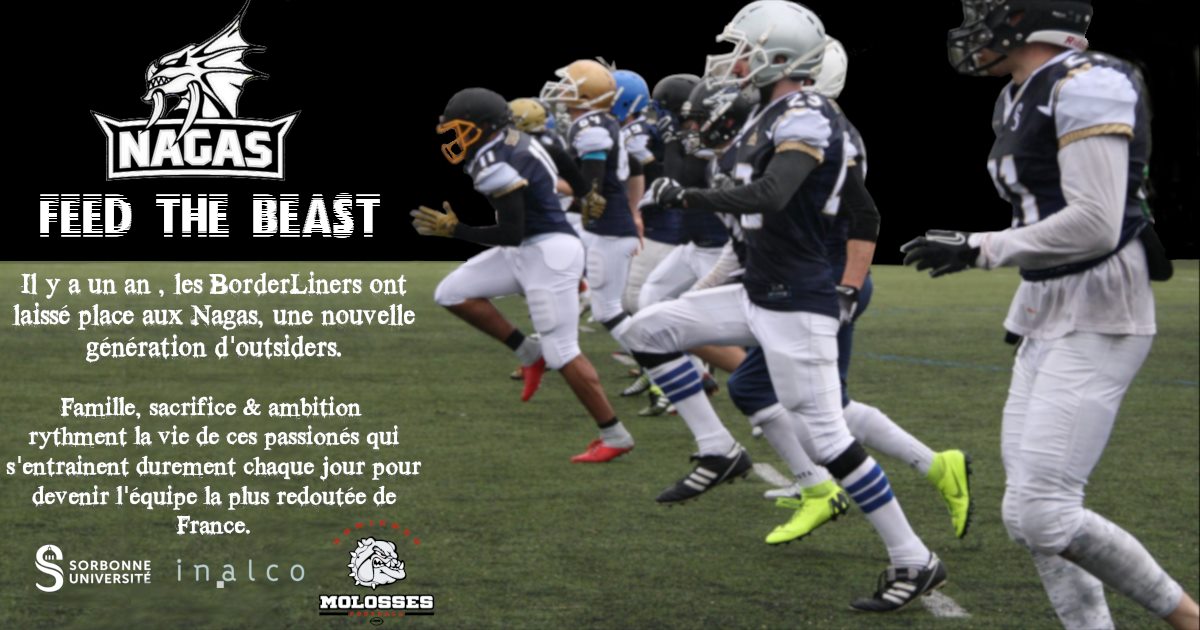 NAGAS
FEED THE BEAST
Il y a un an , les BorderLiners ont
laissé place aux Nagas, une nouvelle
génération d'outsiders.
Famille, sacrifice & ambition
rythment la vie de ces passionés qui
s'entrainent durement chaque jour pour
devenir l'équipe la plus redoutée de
France.
SORBONNE
UNIVERSITÉ
inalco
MOLOSSES
11
23